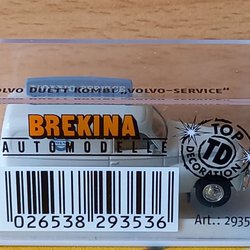 VOLVO DUETT KOMBI „VOLVO-SERVICE"
BREKINA
AUTOMODELLE
TOP
TD
DECORATION
026538 293536
Art.: 2935